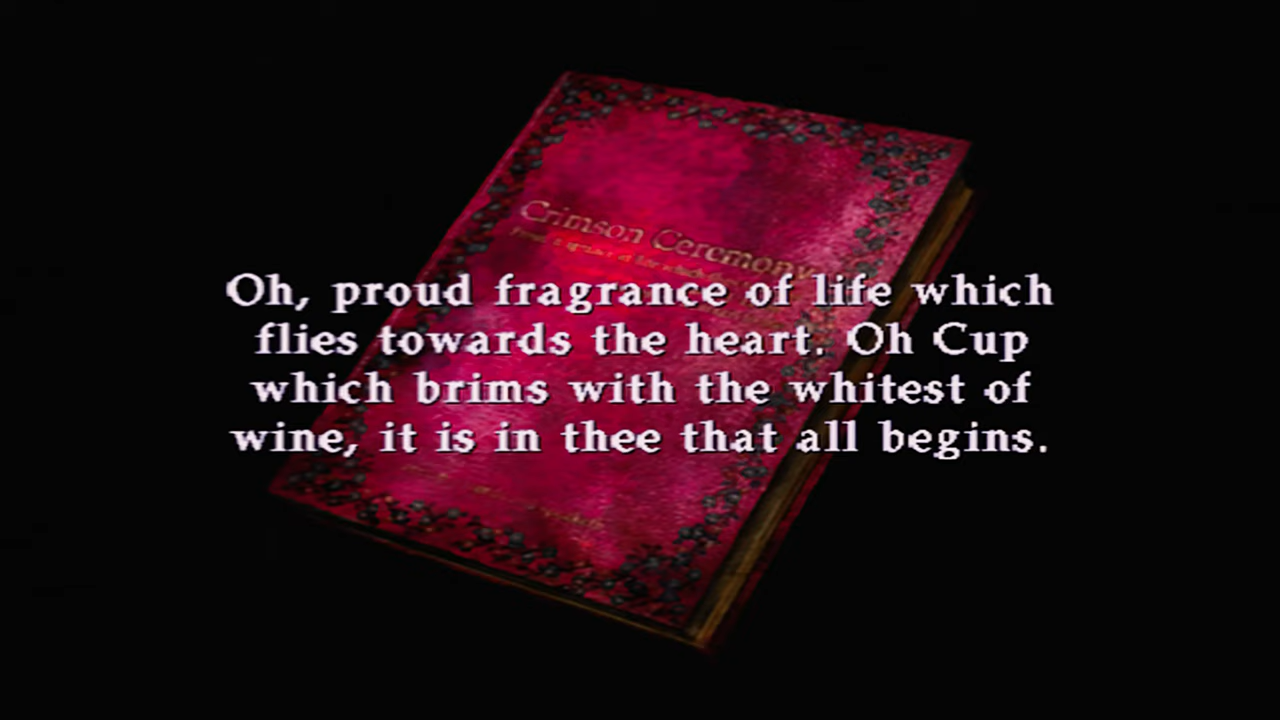 Crimson Ceremony
Oh, proud fragrance of life which
flies towards the heart. Oh Cup
which brims with the whitest of
wine, it is in thee that all begins.